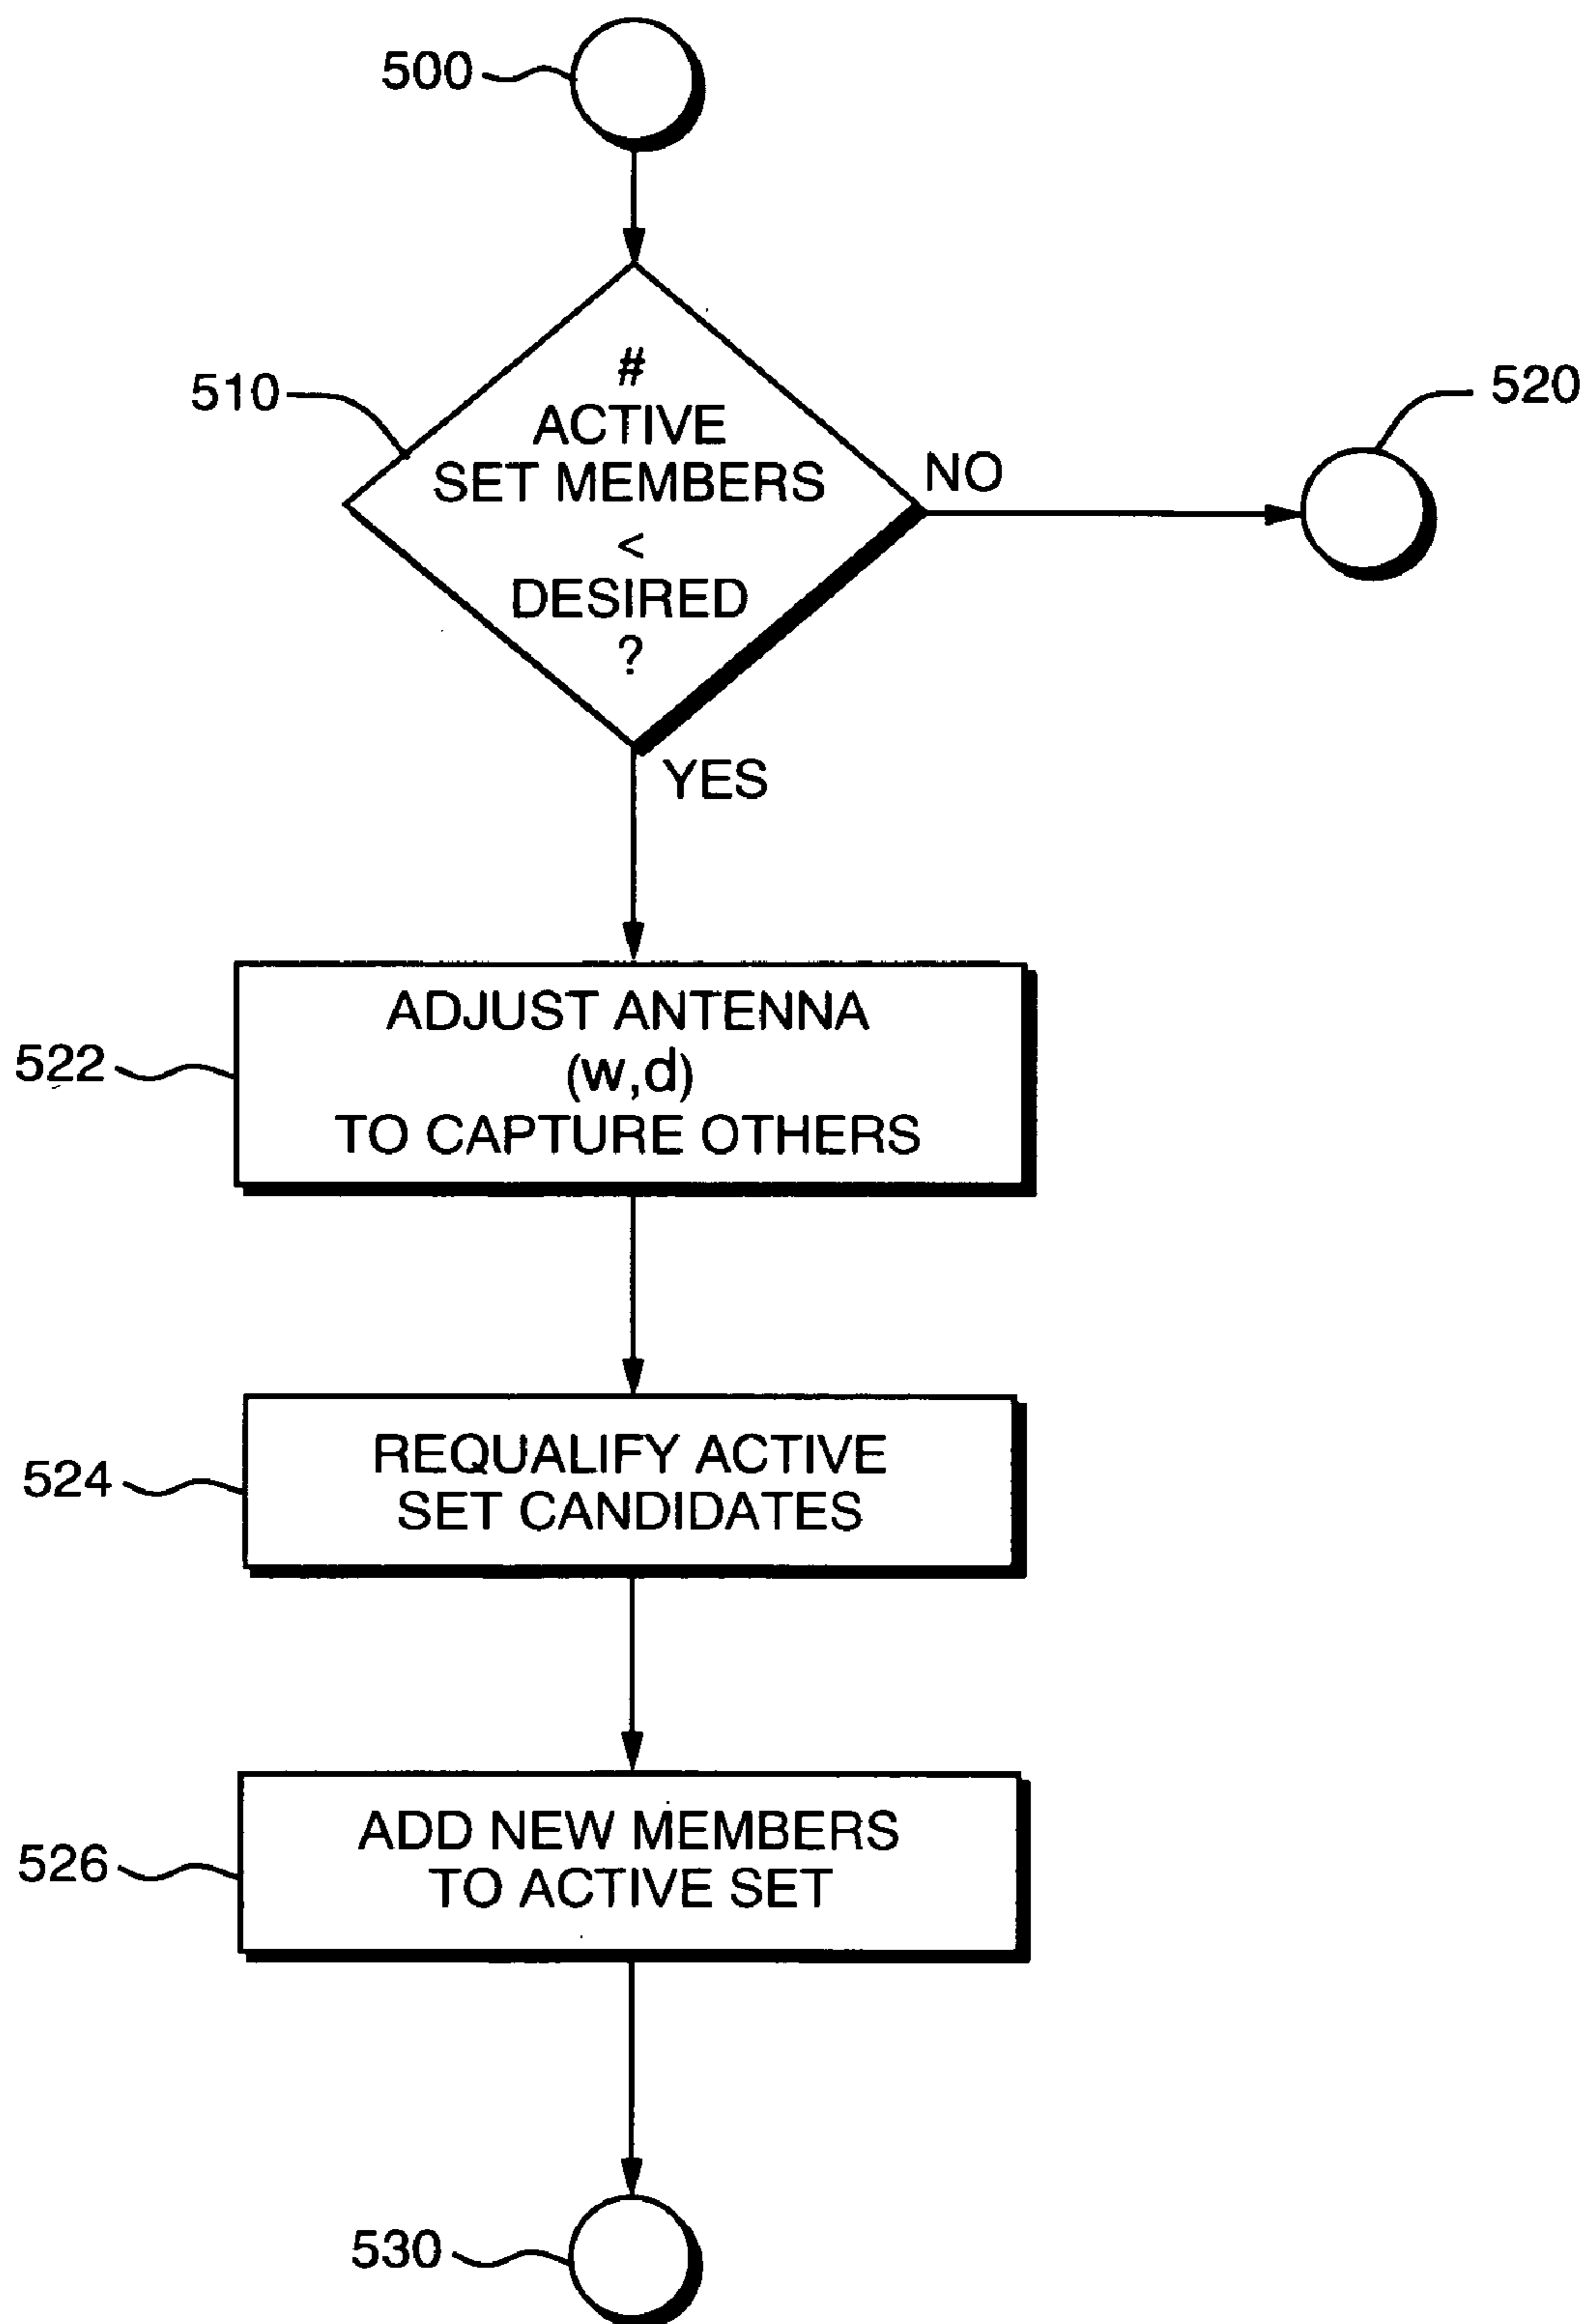 500
510
#
ACTIVE
SET MEMBERS
<
DESIRED
?
NO
520
YES
522
ADJUST ANTENNA
(w,d)
TO CAPTURE OTHERS
524
REQUALIFY ACTIVE
SET CANDIDATES
526
ADD NEW MEMBERS
TO ACTIVE SET
530